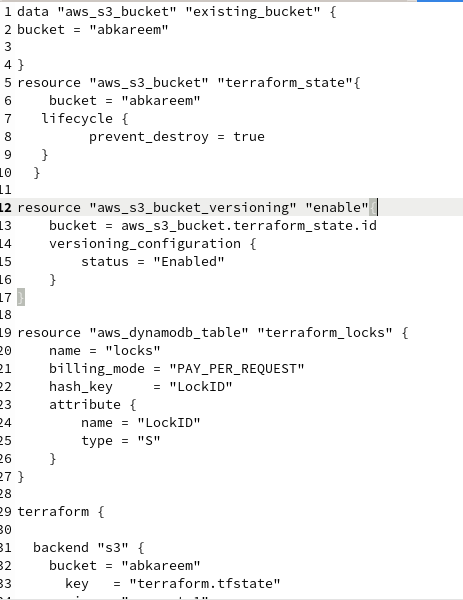 1 data "aws_s3_bucket" "existing_bucket" {
2 bucket = "abkareem"
3
4 }
5 resource "aws_s3_bucket" "terraform_state"{
6     bucket = "abkareem"
7    lifecycle {
8          prevent_destroy = true
9    }
10   }
11
12 resource "aws_s3_bucket_versioning" "enable"{
13     bucket = aws_s3_bucket.terraform_state.id
14     versioning_configuration {
15         status = "Enabled"
16     }
17 }
18
19 resource "aws_dynamodb_table" "terraform_locks" {
20     name = "locks"
21     billing_mode = "PAY_PER_REQUEST"
22     hash_key     = "LockID"
23     attribute {
24         name = "LockID"
25         type = "S"
26     }
27 }
28
29 terraform {
30
31   backend "s3" {
32     bucket = "abkareem"
33       key   = "terraform.tfstate"